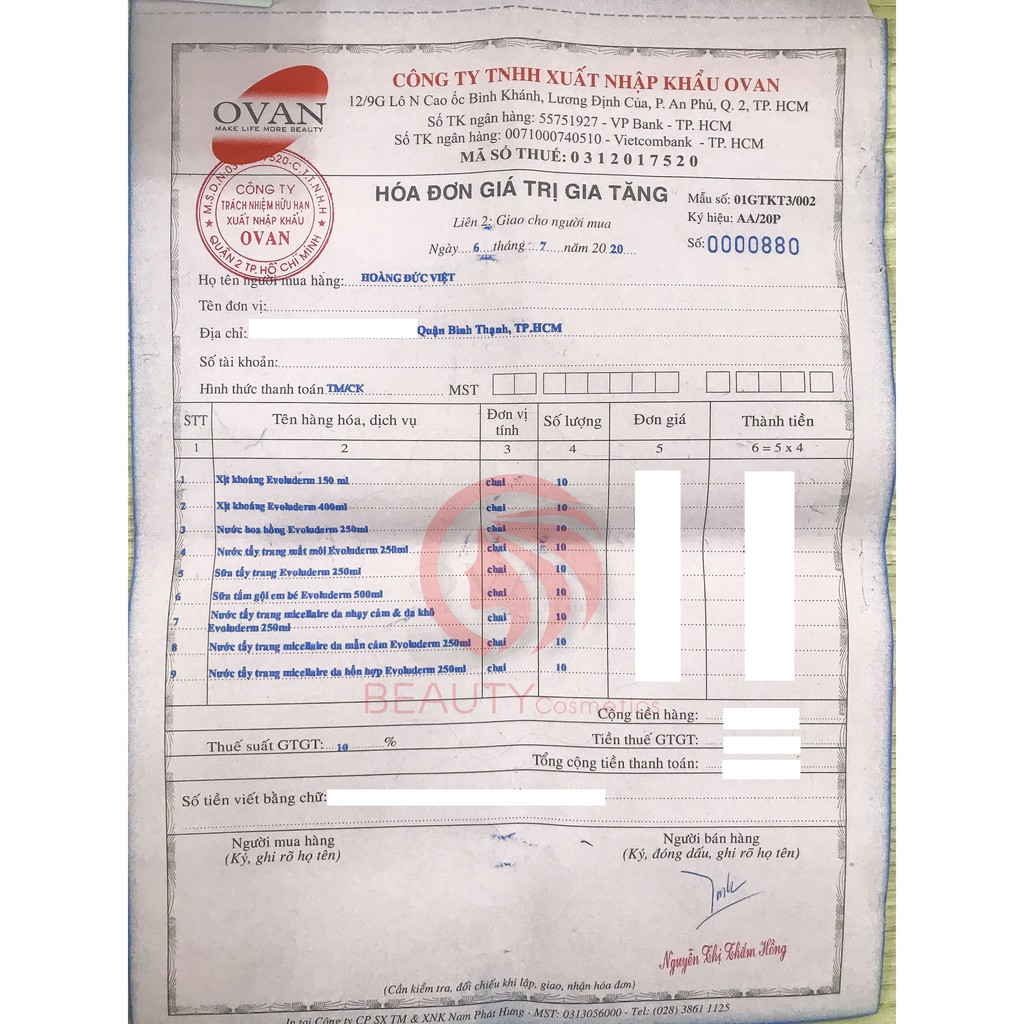 OVAN
MAKE LIFE MORE BEAUTY
CÔNG TY TNHH XUẤT NHẬP KHẨU OVAN
12/9G Lô N Cao ốc Bình Khánh, Lương Định Của, P. An Phú, Q. 2, TP. HCM
Số TK ngân hàng: 55751927 - VP Bank - TP. HCM
Số TK ngân hàng: 0071000740510 - Vietcombank - TP. HCM
MÃ SỐ THUẾ: 0312017520
CÔNG TY
TRÁCH NHIỆM HỮU HẠN
XUẤT NHẬP KHẨU
OVAN
QUẬN 2 TP. HỒ CHÍ MINH
HÓA ĐƠN GIÁ TRỊ GIA TĂNG
Liên 2: Giao cho người mua
Ngày 6 tháng 7 năm 2020
Mẫu số: 01GTKT3/002
Ký hiệu: AA/20P
Số: 0000880
Họ tên người mua hàng: HOÀNG ĐỨC VIỆT
Tên đơn vị:
Địa chỉ: Quận Bình Thạnh, TP.HCM
Số tài khoản:
Hình thức thanh toán TM/CK MST
STT Tên hàng hóa, dịch vụ Đơn vị tính Số lượng Đơn giá Thành tiền
1 2 3 4 5 6 = 5 x 4
1 Xịt khoáng Evoluderm 150 ml chai 10
2 Xịt khoáng Evoluderm 400ml chai 10
3 Nước hoa hồng Evoluderm 250ml chai 10
4 Nước tẩy trang mắt môi Evoluderm 250ml chai 10
5 Sữa tẩy trang Evoluderm 250ml chai 10
6 Sữa tắm gội em bé Evoluderm 500ml chai 10
7 Nước tẩy trang micellaire da nhạy cảm & da khô chai 10
Evoluderm 250ml
8 Nước tẩy trang micellaire da mẫn cảm Evoluderm 250ml chai 10
9 Nước tẩy trang micellaire da hỗn hợp Evoluderm 250ml chai 10
BEAUTY Cosmetics
Cộng tiền hàng:
Thuế suất GTGT: 10 % Tiền thuế GTGT:
Tổng cộng tiền thanh toán:
Số tiền viết bằng chữ:
Người mua hàng Người bán hàng
(Ký, ghi rõ họ tên) (Ký, đóng dấu, ghi rõ họ tên)
Nguyễn Thị Thắm Hồng
(Cần kiểm tra, đối chiếu khi lập, giao, nhận hóa đơn)
In tại Công ty CP SX TM & XNK Nam Phát Hưng - MST: 0313056000 - Tel: (028) 3861 1125